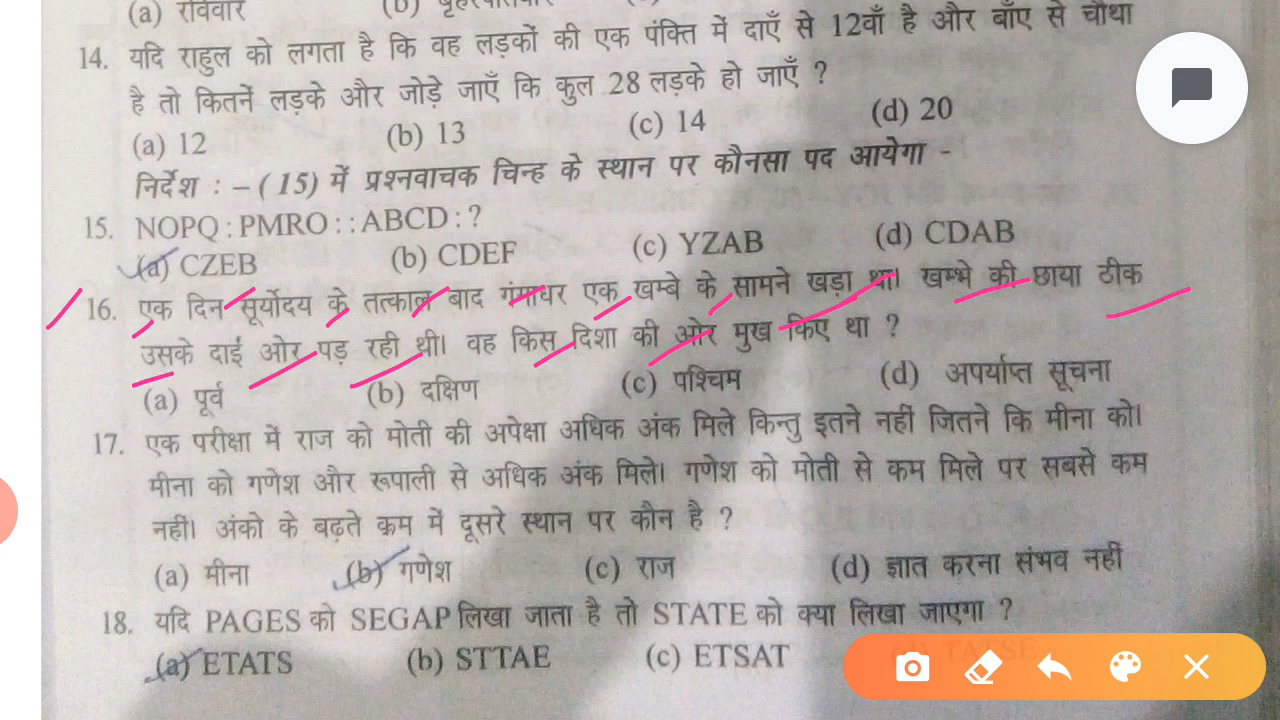 (a) रविवार (b) बृहस्पतिवार
14. यदि राहुल को लगता है कि वह लड़कों की एक पंक्ति में दाएँ से 12वाँ है और बाँए से चौथा
है तो कितनें लड़के और जोड़े जाएँ कि कुल 28 लड़के हो जाएँ ?
(a) 12 (b) 13 (c) 14 (d) 20
निर्देश : – ( 15) में प्रश्नवाचक चिन्ह के स्थान पर कौनसा पद आयेगा -
15. NOPQ : PMRO : : ABCD : ?
(a) CZEB (b) CDEF (c) YZAB (d) CDAB
16. एक दिन सूर्योदय के तत्काल बाद गंगाधर एक खम्बे के सामने खड़ा था। खम्भे की छाया ठीक
उसके दाईं ओर पड़ रही थी। वह किस दिशा की ओर मुख किए था ?
(a) पूर्व (b) दक्षिण (c) पश्चिम (d) अपर्याप्त सूचना
17. एक परीक्षा में राज को मोती की अपेक्षा अधिक अंक मिले किन्तु इतने नहीं जितने कि मीना को।
मीना को गणेश और रूपाली से अधिक अंक मिले। गणेश को मोती से कम मिले पर सबसे कम
नहीं। अंको के बढ़ते क्रम में दूसरे स्थान पर कौन है ?
(a) मीना (b) गणेश (c) राज (d) ज्ञात करना संभव नहीं
18. यदि PAGES को SEGAP लिखा जाता है तो STATE को क्या लिखा जाएगा ?
(a) ETATS (b) STTAE (c) ETSAT